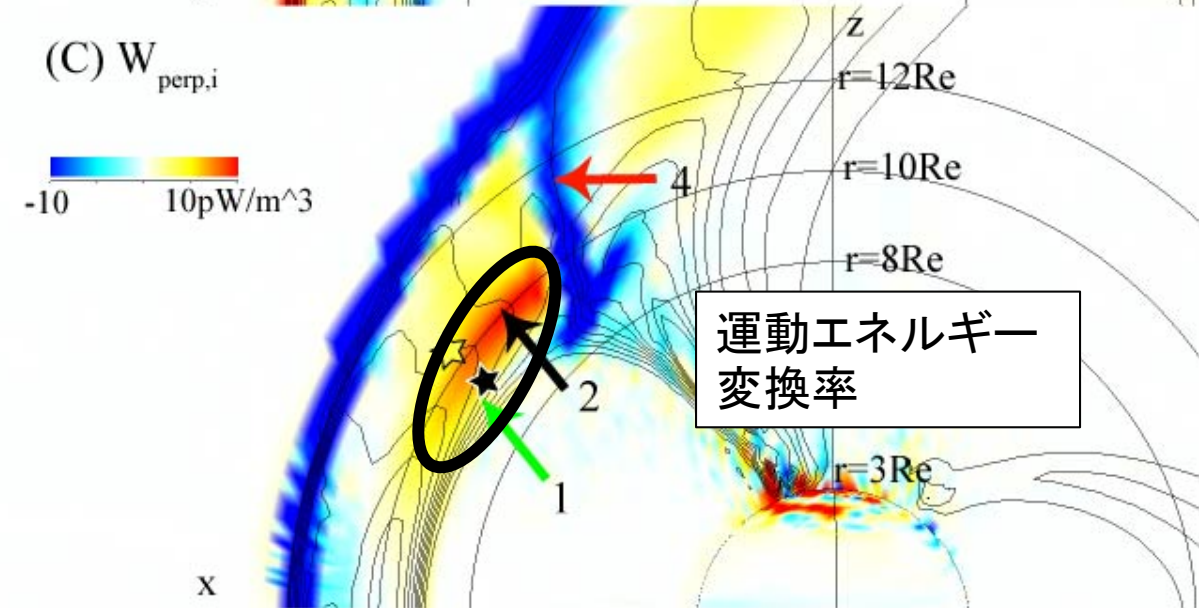 (C) W perp,i
-10 10pW/m^3
z
r=12Re
r=10Re
4
r=8Re
運動エネルギー
変換率
2
r=3Re
1
x